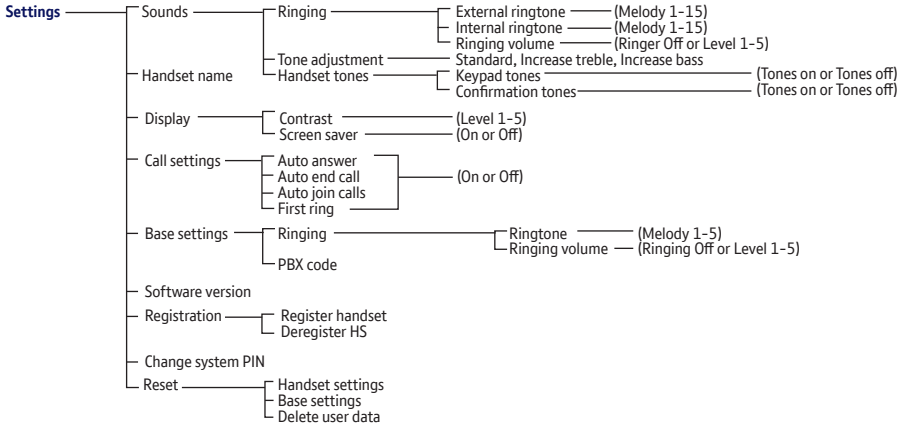 Settings Sounds Ringing External ringtone (Melody 1-15)
Internal ringtone (Melody 1-15)
Ringing volume (Ringer Off or Level 1-5)
Tone adjustment Standard, Increase treble, Increase bass
Handset name Handset tones Keypad tones (Tones on or Tones off)
Confirmation tones (Tones on or Tones off)
Display Contrast (Level 1-5)
Screen saver (On or Off)
Call settings Auto answer
Auto end call (On or Off)
Auto join calls
First ring
Base settings Ringing Ringtone (Melody 1-5)
Ringing volume (Ringing Off or Level 1-5)
PBX code
Software version
Registration Register handset
Deregister HS
Change system PIN
Reset Handset settings
Base settings
Delete user data